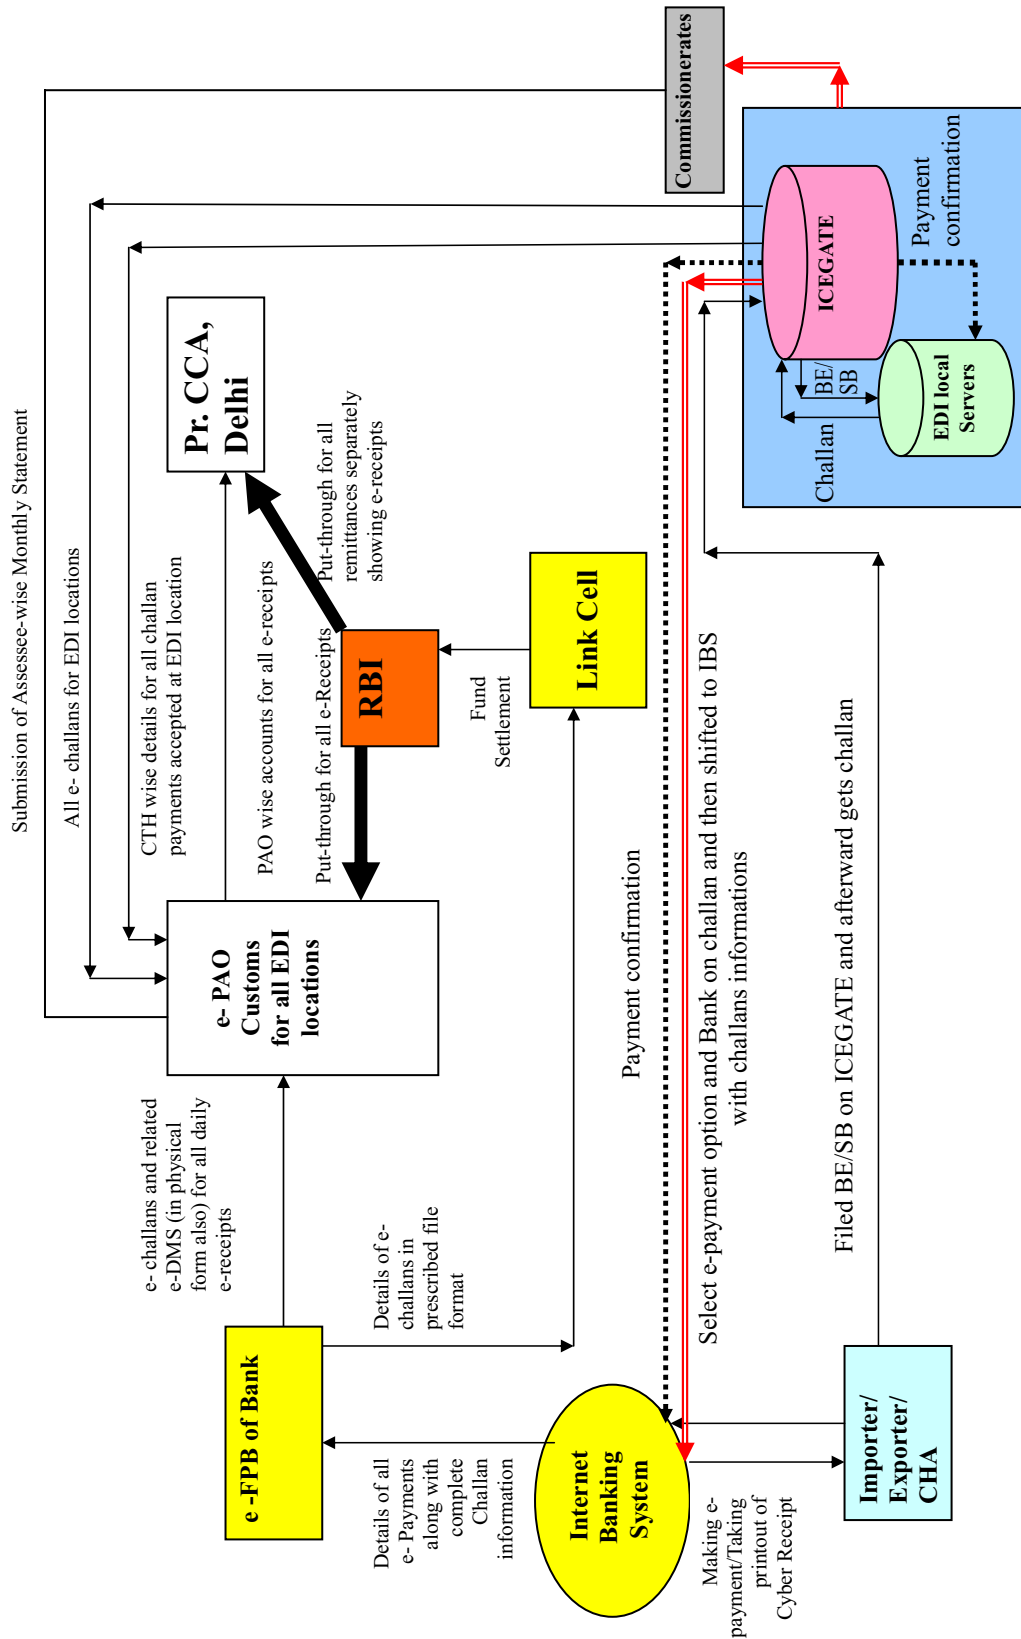 Submission of Assessee-wise Monthly Statement
All e- challans for EDI locations
CTH wise details for all challan
payments accepted at EDI location
PAO wise accounts for all e-receipts
Put-through for all e-Receipts
Put-through for all
remittances separately
showing e-receipts
Pr. CCA,
Delhi
e- PAO
Customs
for all EDI
locations
RBI
Fund
Settlement
Link Cell
e- challans and related
e-DMS (in physical
form also) for all daily
e-receipts
e -FPB of Bank
Details of e-
challans in
prescribed file
format
Details of all
e- Payments
along with
complete
Challan
information
Internet
Banking
System
Payment confirmation
Select e-payment option and Bank on challan and then shifted to IBS
with challans informations
Making e-
payment/Taking
printout of
Cyber Receipt
Importer/
Exporter/
CHA
Filed BE/SB on ICEGATE and afterward gets challan
Commissionerates
ICEGATE
Payment
confirmation
BE/
SB
Challan
EDI local
Servers